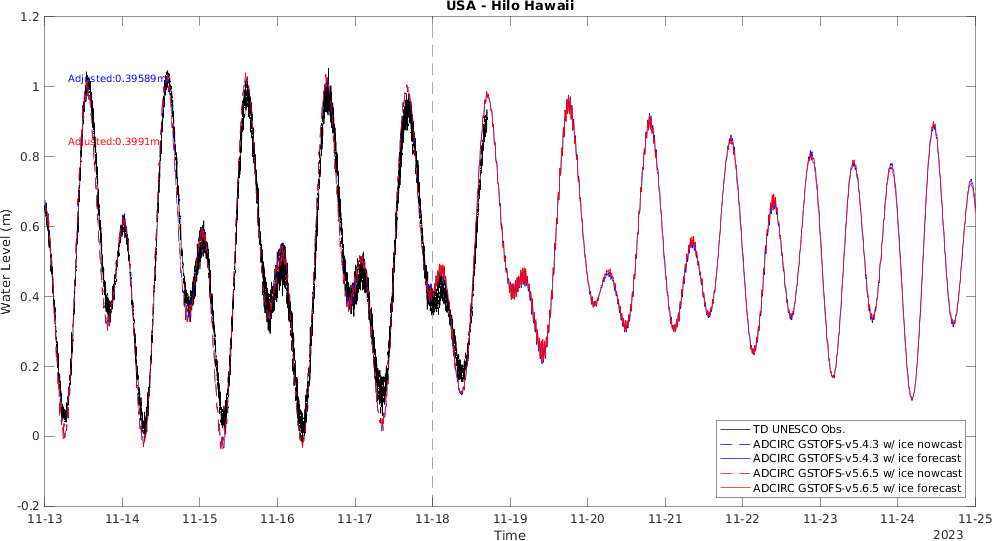 USA - Hilo Hawaii
1.2
1
0.8
0.6
0.4
0.2
0
-0.2
Water Level (m)
Adjusted:0.39589m
Adjusted:0.3991m
TD UNESCO Obs.
ADCIRC GSTOFS-v5.4.3 w/ ice nowcast
ADCIRC GSTOFS-v5.4.3 w/ ice forecast
ADCIRC GSTOFS-v5.6.5 w/ ice nowcast
ADCIRC GSTOFS-v5.6.5 w/ ice forecast
11-13 11-14 11-15 11-16 11-17 11-18 11-19 11-20 11-21 11-22 11-23 11-24 11-25
Time
2023